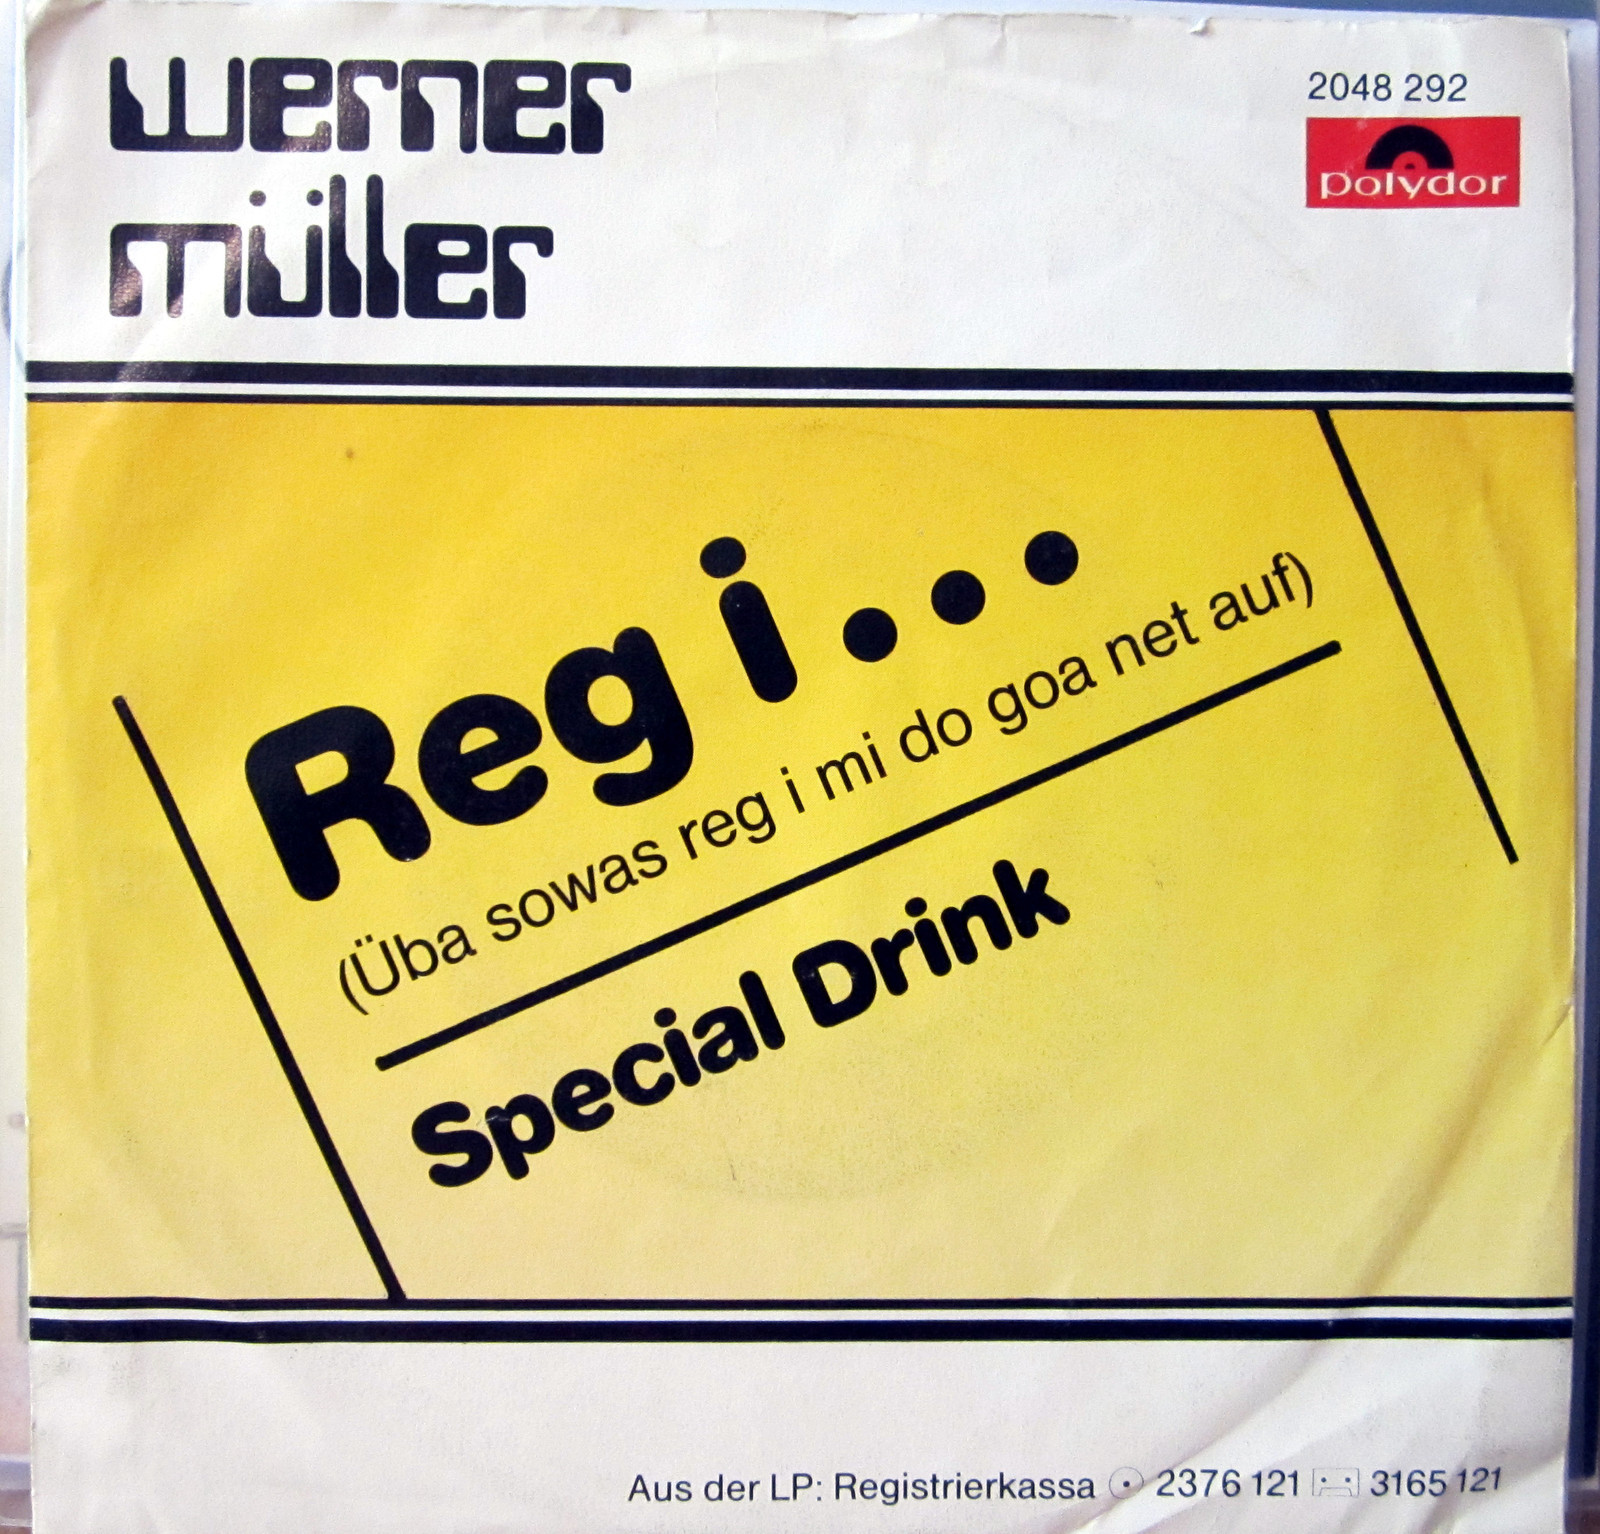 werner
müller
2048 292
polydor
Reg i...
(Üba sowas reg i mi do goa net auf)
Special Drink
Aus der LP: Registrierkassa 2376 121 3165 121